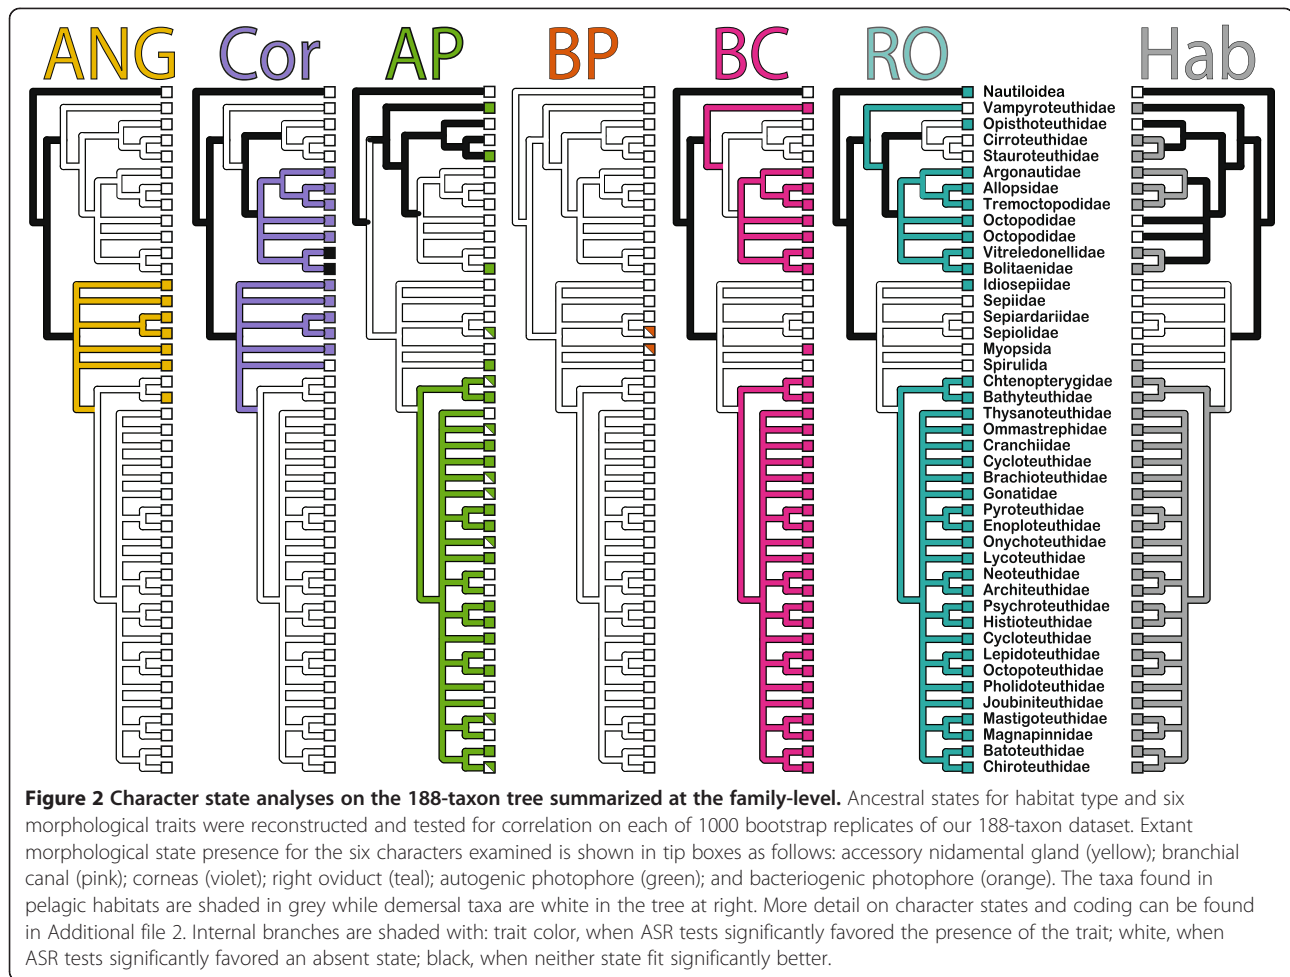 ANG Cor AP BP BC RO Hab
Nautiloidea
Vampyroteuthidae
Opisthoteuthidae
Cirroteuthidae
Stauroteuthidae
Argonautidae
Allopsidae
Tremoctopodidae
Octopodidae
Octopodidae
Vitreledonellidae
Bolitaenidae
Idiosepiidae
Sepiidae
Sepiardariidae
Sepiolidae
Myopsida
Spirulida
Chtenopterygidae
Bathyteuthidae
Thysanoteuthidae
Ommastrephidae
Cranchiidae
Cycloteuthidae
Brachioteuthidae
Gonatidae
Pyroteuthidae
Enoploteuthidae
Onychoteuthidae
Lycoteuthidae
Neoteuthidae
Architeuthidae
Psychroteuthidae
Histioteuthidae
Cycloteuthidae
Lepidoteuthidae
Octopoteuthidae
Pholidoteuthidae
Joubiniteuthidae
Mastigoteuthidae
Magnapinnidae
Batoteuthidae
Chiroteuthidae
Figure 2 Character state analyses on the 188-taxon tree summarized at the family-level. Ancestral states for habitat type and six
morphological traits were reconstructed and tested for correlation on each of 1000 bootstrap replicates of our 188-taxon dataset. Extant
morphological state presence for the six characters examined is shown in tip boxes as follows: accessory nidamental gland (yellow); branchial
canal (pink); corneas (violet); right oviduct (teal); autogenic photophore (green); and bacteriogenic photophore (orange). The taxa found in
pelagic habitats are shaded in grey while demersal taxa are white in the tree at right. More detail on character states and coding can be found
in Additional file 2. Internal branches are shaded with: trait color, when ASR tests significantly favored the presence of the trait; white, when
ASR tests significantly favored an absent state; black, when neither state fit significantly better.